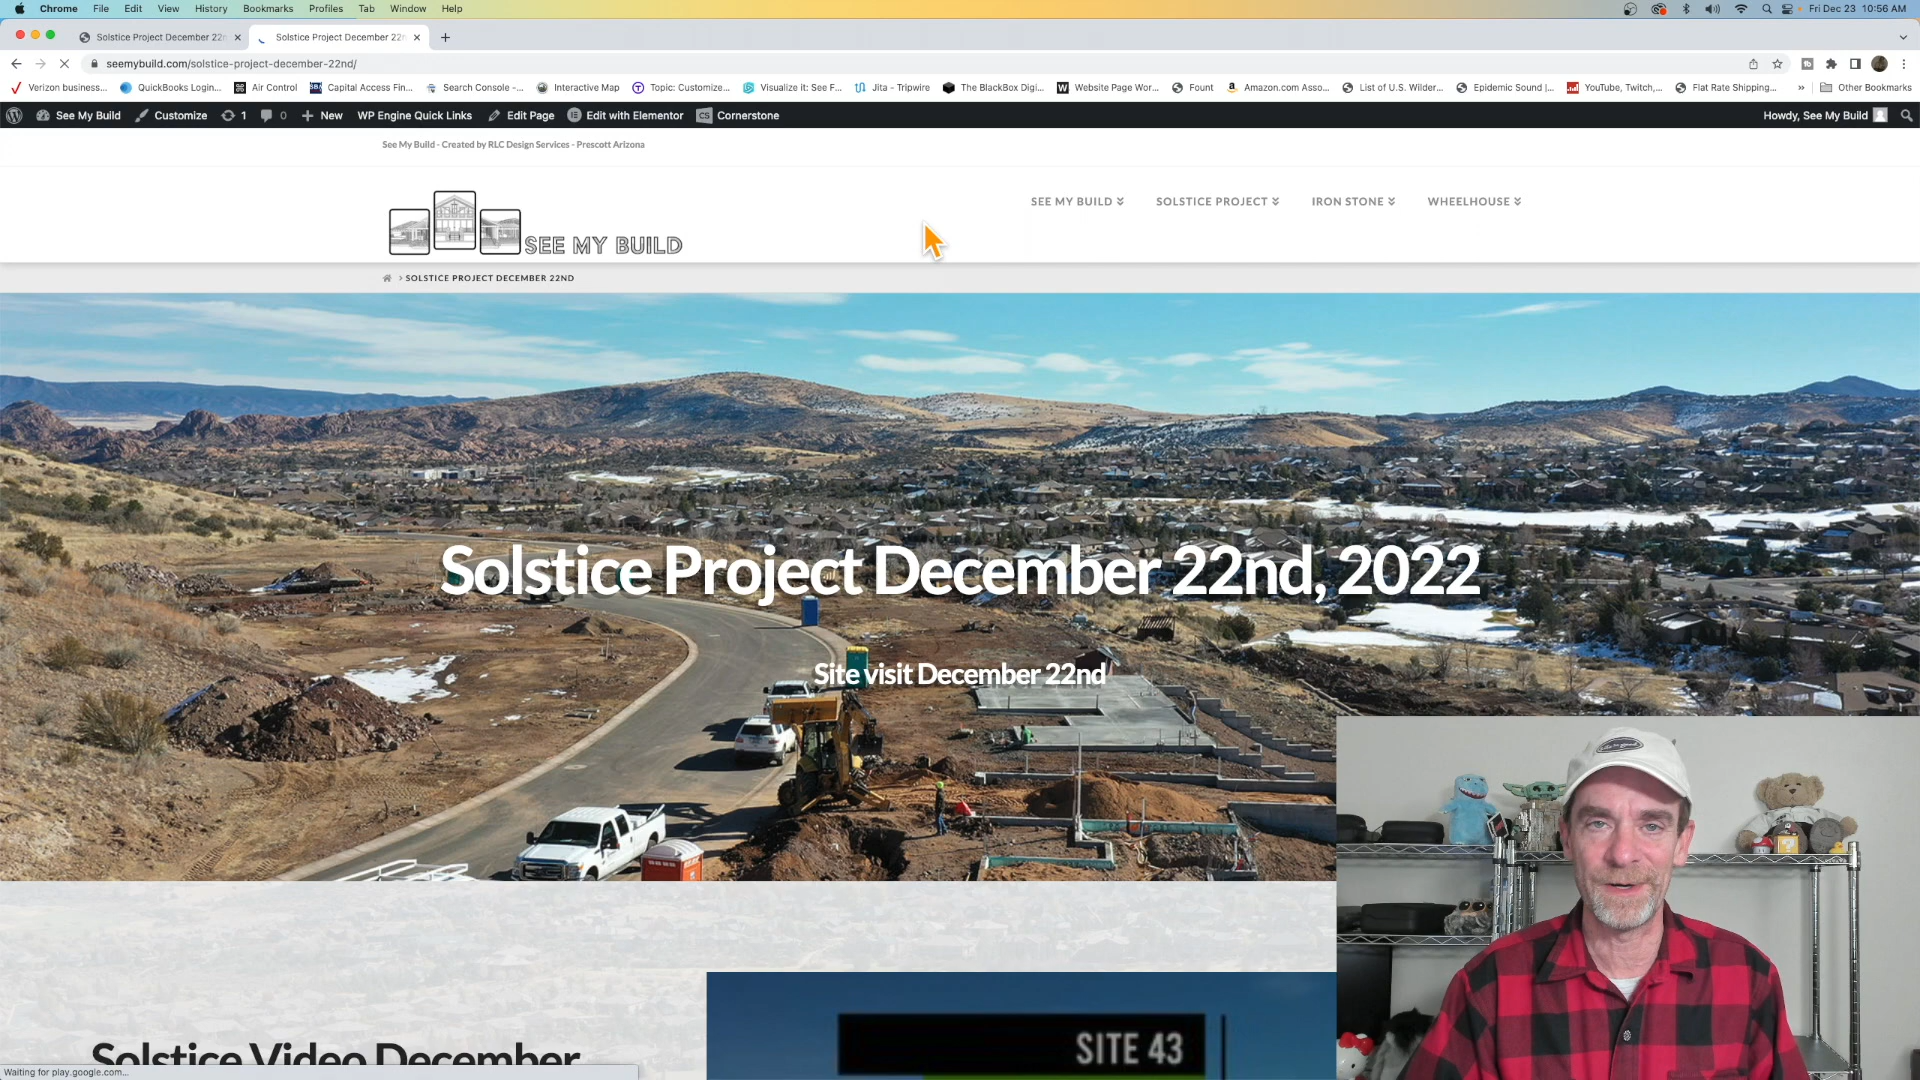 Chrome File Edit View History Bookmarks Profiles Tab Window Help Fri Dec 23 10:56 AM
Solstice Project December 22n Solstice Project December 22n
seemybuild.com/solstice-project-december-22nd/
Verizon business... QuickBooks Login... Air Control Capital Access Fin... Search Console -... Interactive Map Topic: Customize... Visualize it: See F... Jita - Tripwire The BlackBox Digi... Website Page Wor... Fount Amazon.com Asso... List of U.S. Wilder... Epidemic Sound |... YouTube, Twitch,... Flat Rate Shipping... » Other Bookmarks
See My Build Customize 1 0 New WP Engine Quick Links Edit Page Edit with Elementor CS Cornerstone Howdy, See My Build
See My Build - Created by RLC Design Services - Prescott Arizona
SEE MY BUILD SOLSTICE PROJECT IRON STONE WHEELHOUSE
SEE MY BUILD
> SOLSTICE PROJECT DECEMBER 22ND
Solstice Project December 22nd, 2022
Site visit December 22nd
SITE 43
Solstice Video December
Waiting for play.google.com...